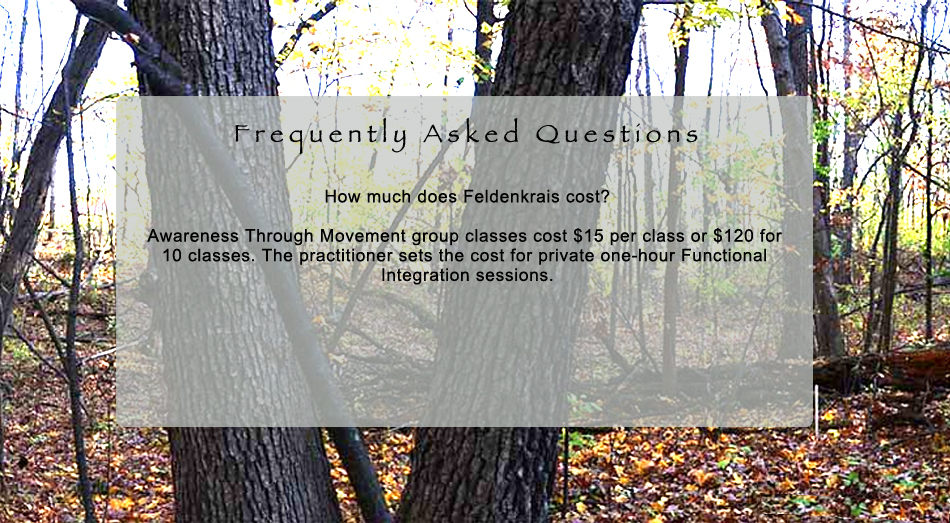 Frequently Asked Questions
How much does Feldenkrais cost?
Awareness Through Movement group classes cost $15 per class or $120 for
10 classes. The practitioner sets the cost for private one-hour Functional
Integration sessions.